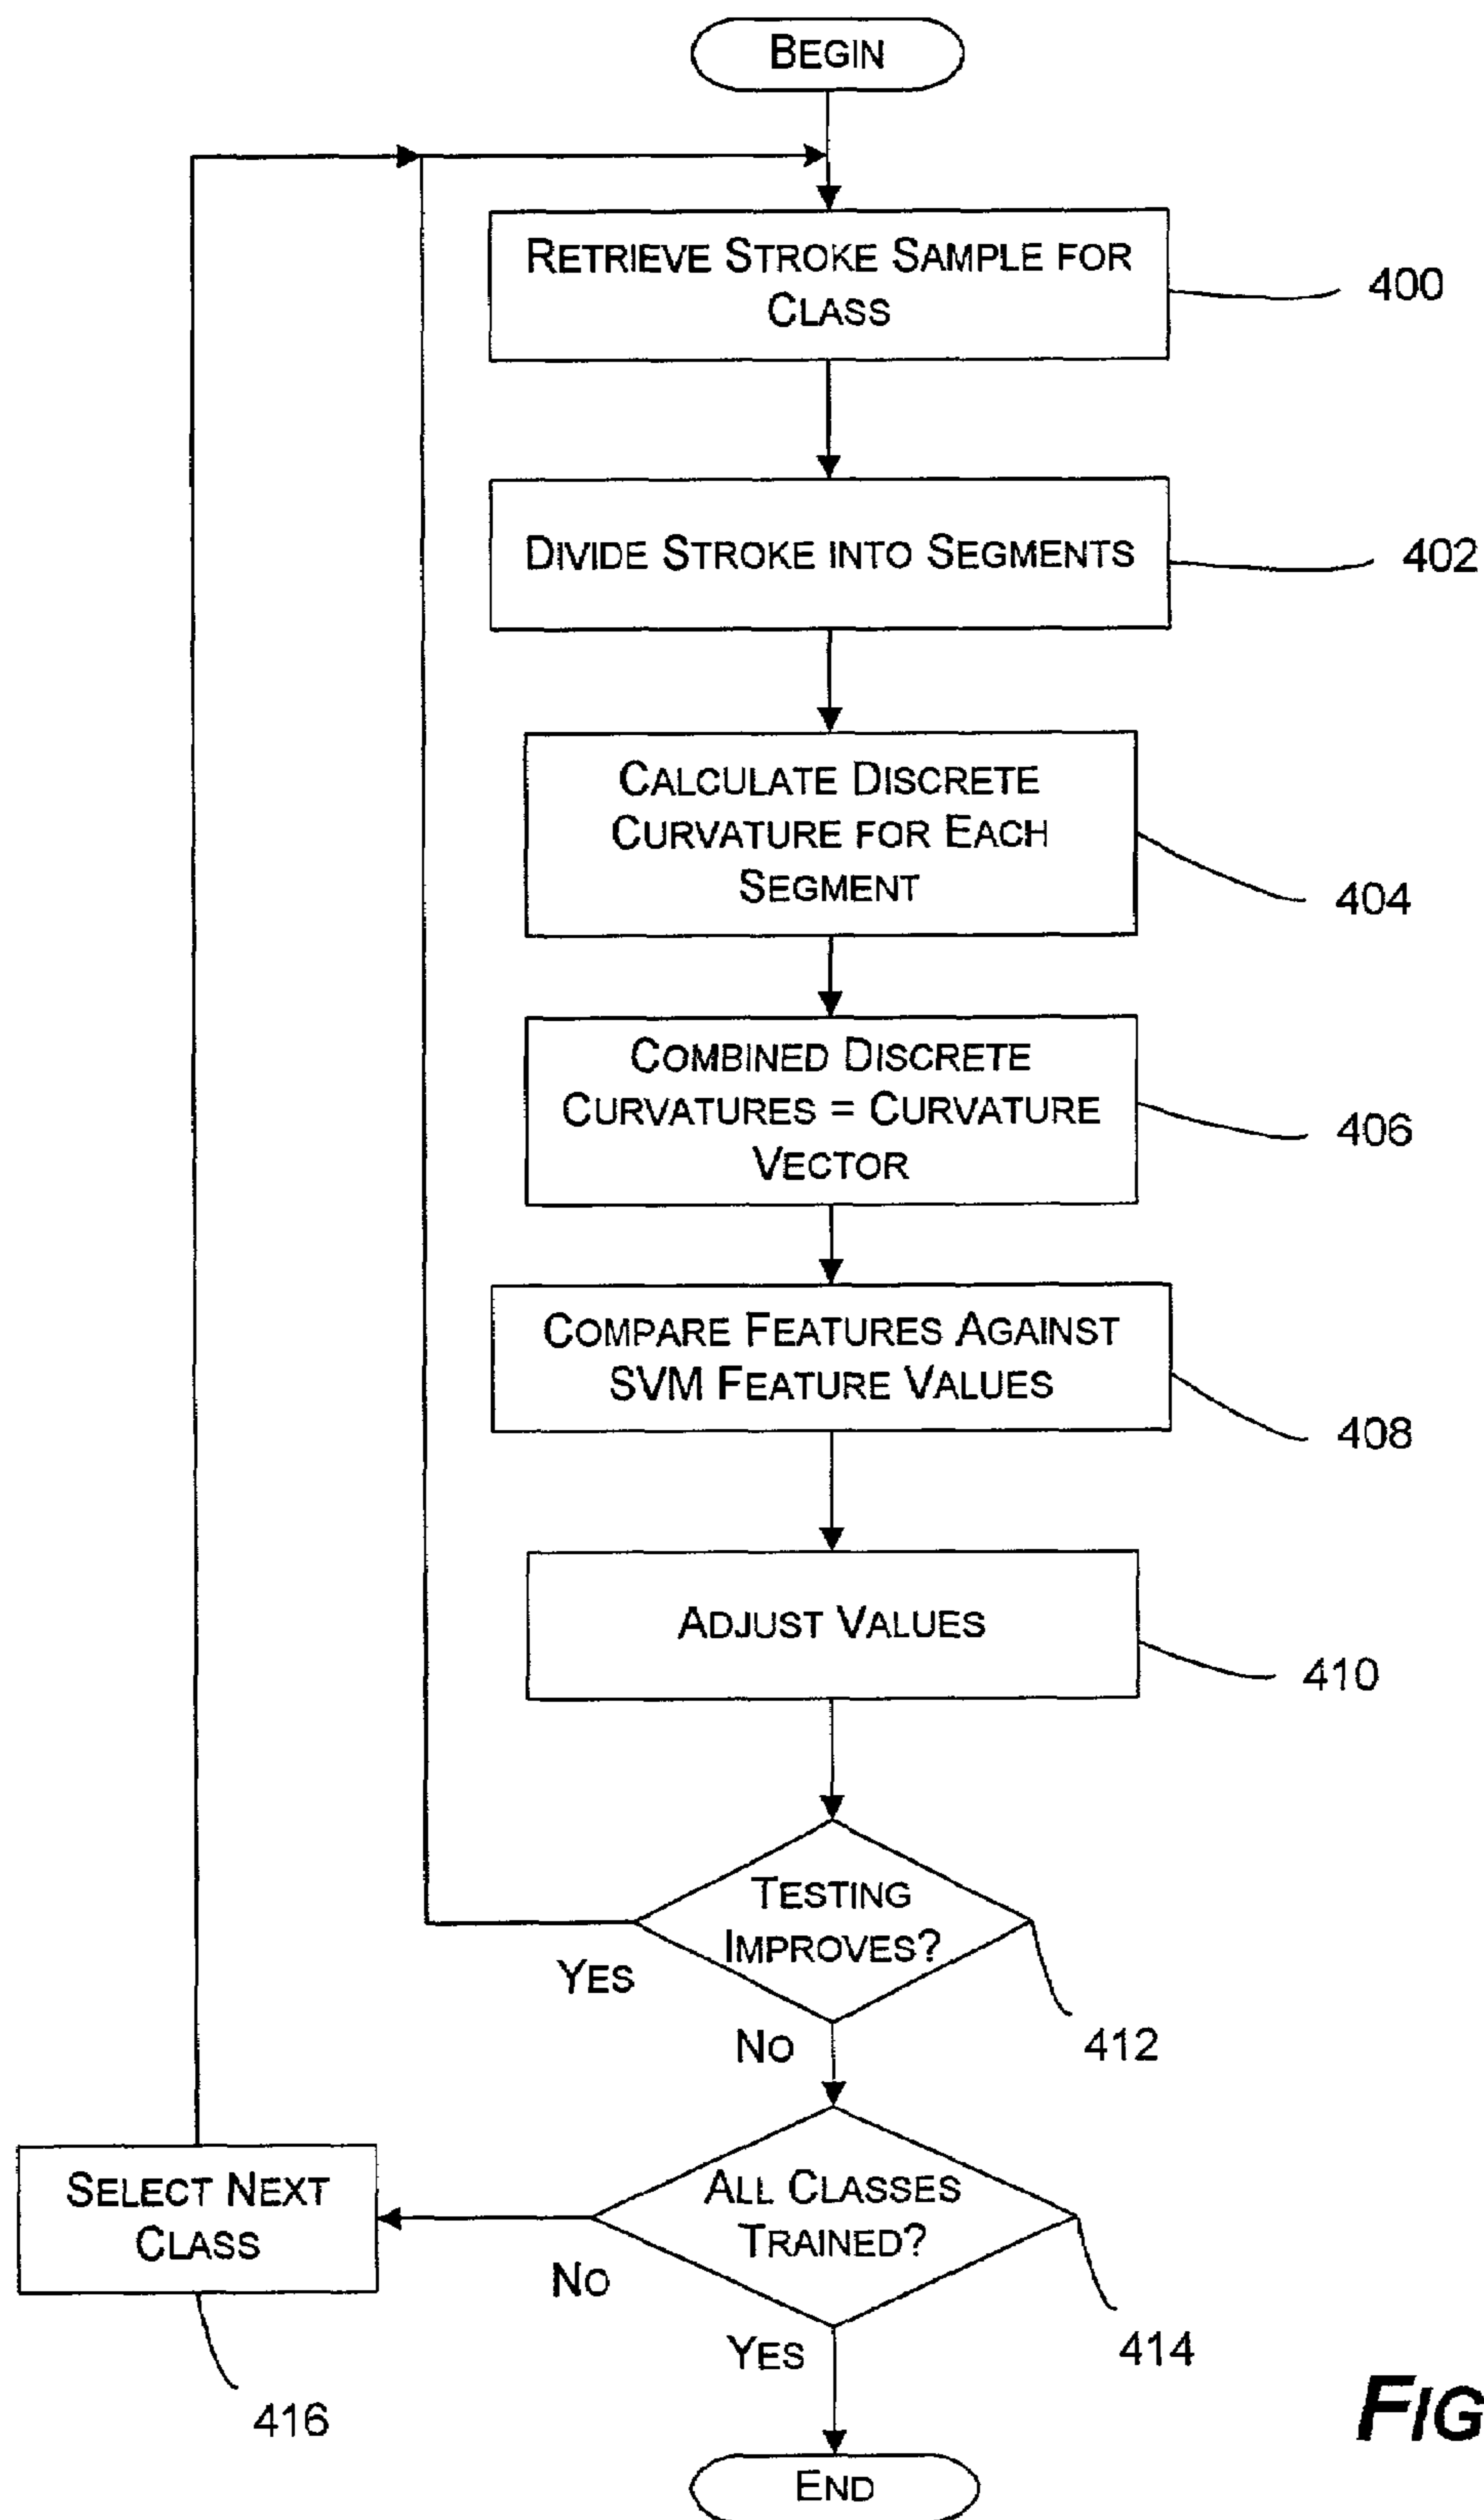 BEGIN
RETRIEVE STROKE SAMPLE FOR
CLASS
400
DIVIDE STROKE INTO SEGMENTS
402
CALCULATE DISCRETE
CURVATURE FOR EACH
SEGMENT
404
COMBINED DISCRETE
CURVATURES = CURVATURE
VECTOR
406
COMPARE FEATURES AGAINST
SVM FEATURE VALUES
408
ADJUST VALUES
410
TESTING
IMPROVES?
YES
412
NO
ALL CLASSES
TRAINED?
414
NO
SELECT NEXT
CLASS
416
YES
END
FIG